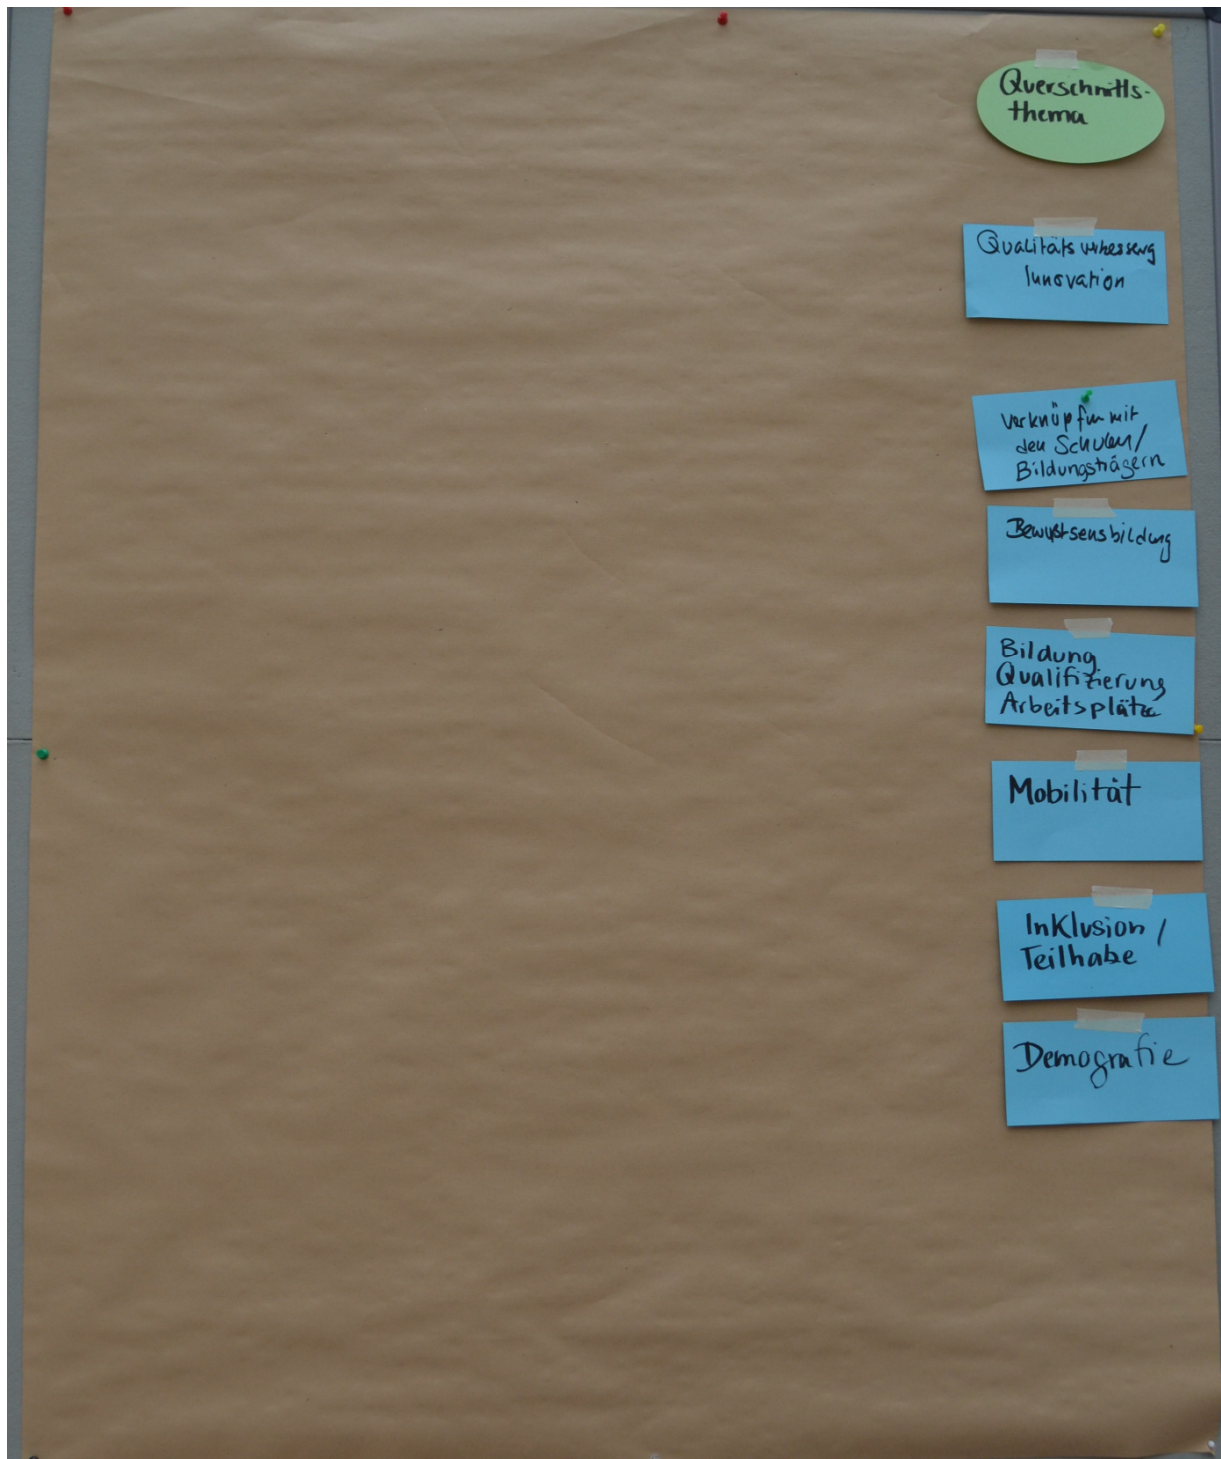 Querschnitts-
thema
Qualitätsverbesserung
Innovation
Verknüpfen mit
den Schulen/
Bildungsträgern
Bewußtseinsbildung
Bildung
Qualifizierung
Arbeitsplätze
Mobilität
Inklusion /
Teilhabe
Demografie